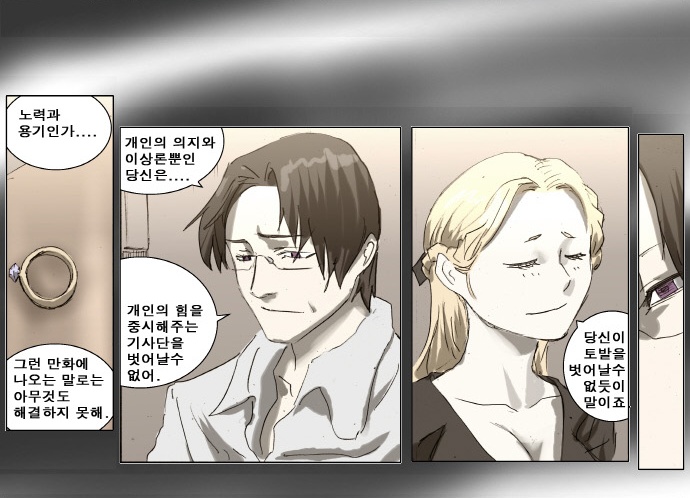 노력과
용기인가....
그런 만화에
나오는 말로는
아무것도
해결하지 못해.
개인의 의지와
이상론뿐인
당신은....
개인의 힘을
중시해주는
기사단을
벗어날수
없어.
당신이
토발을
벗어날수
없듯이
말이죠.